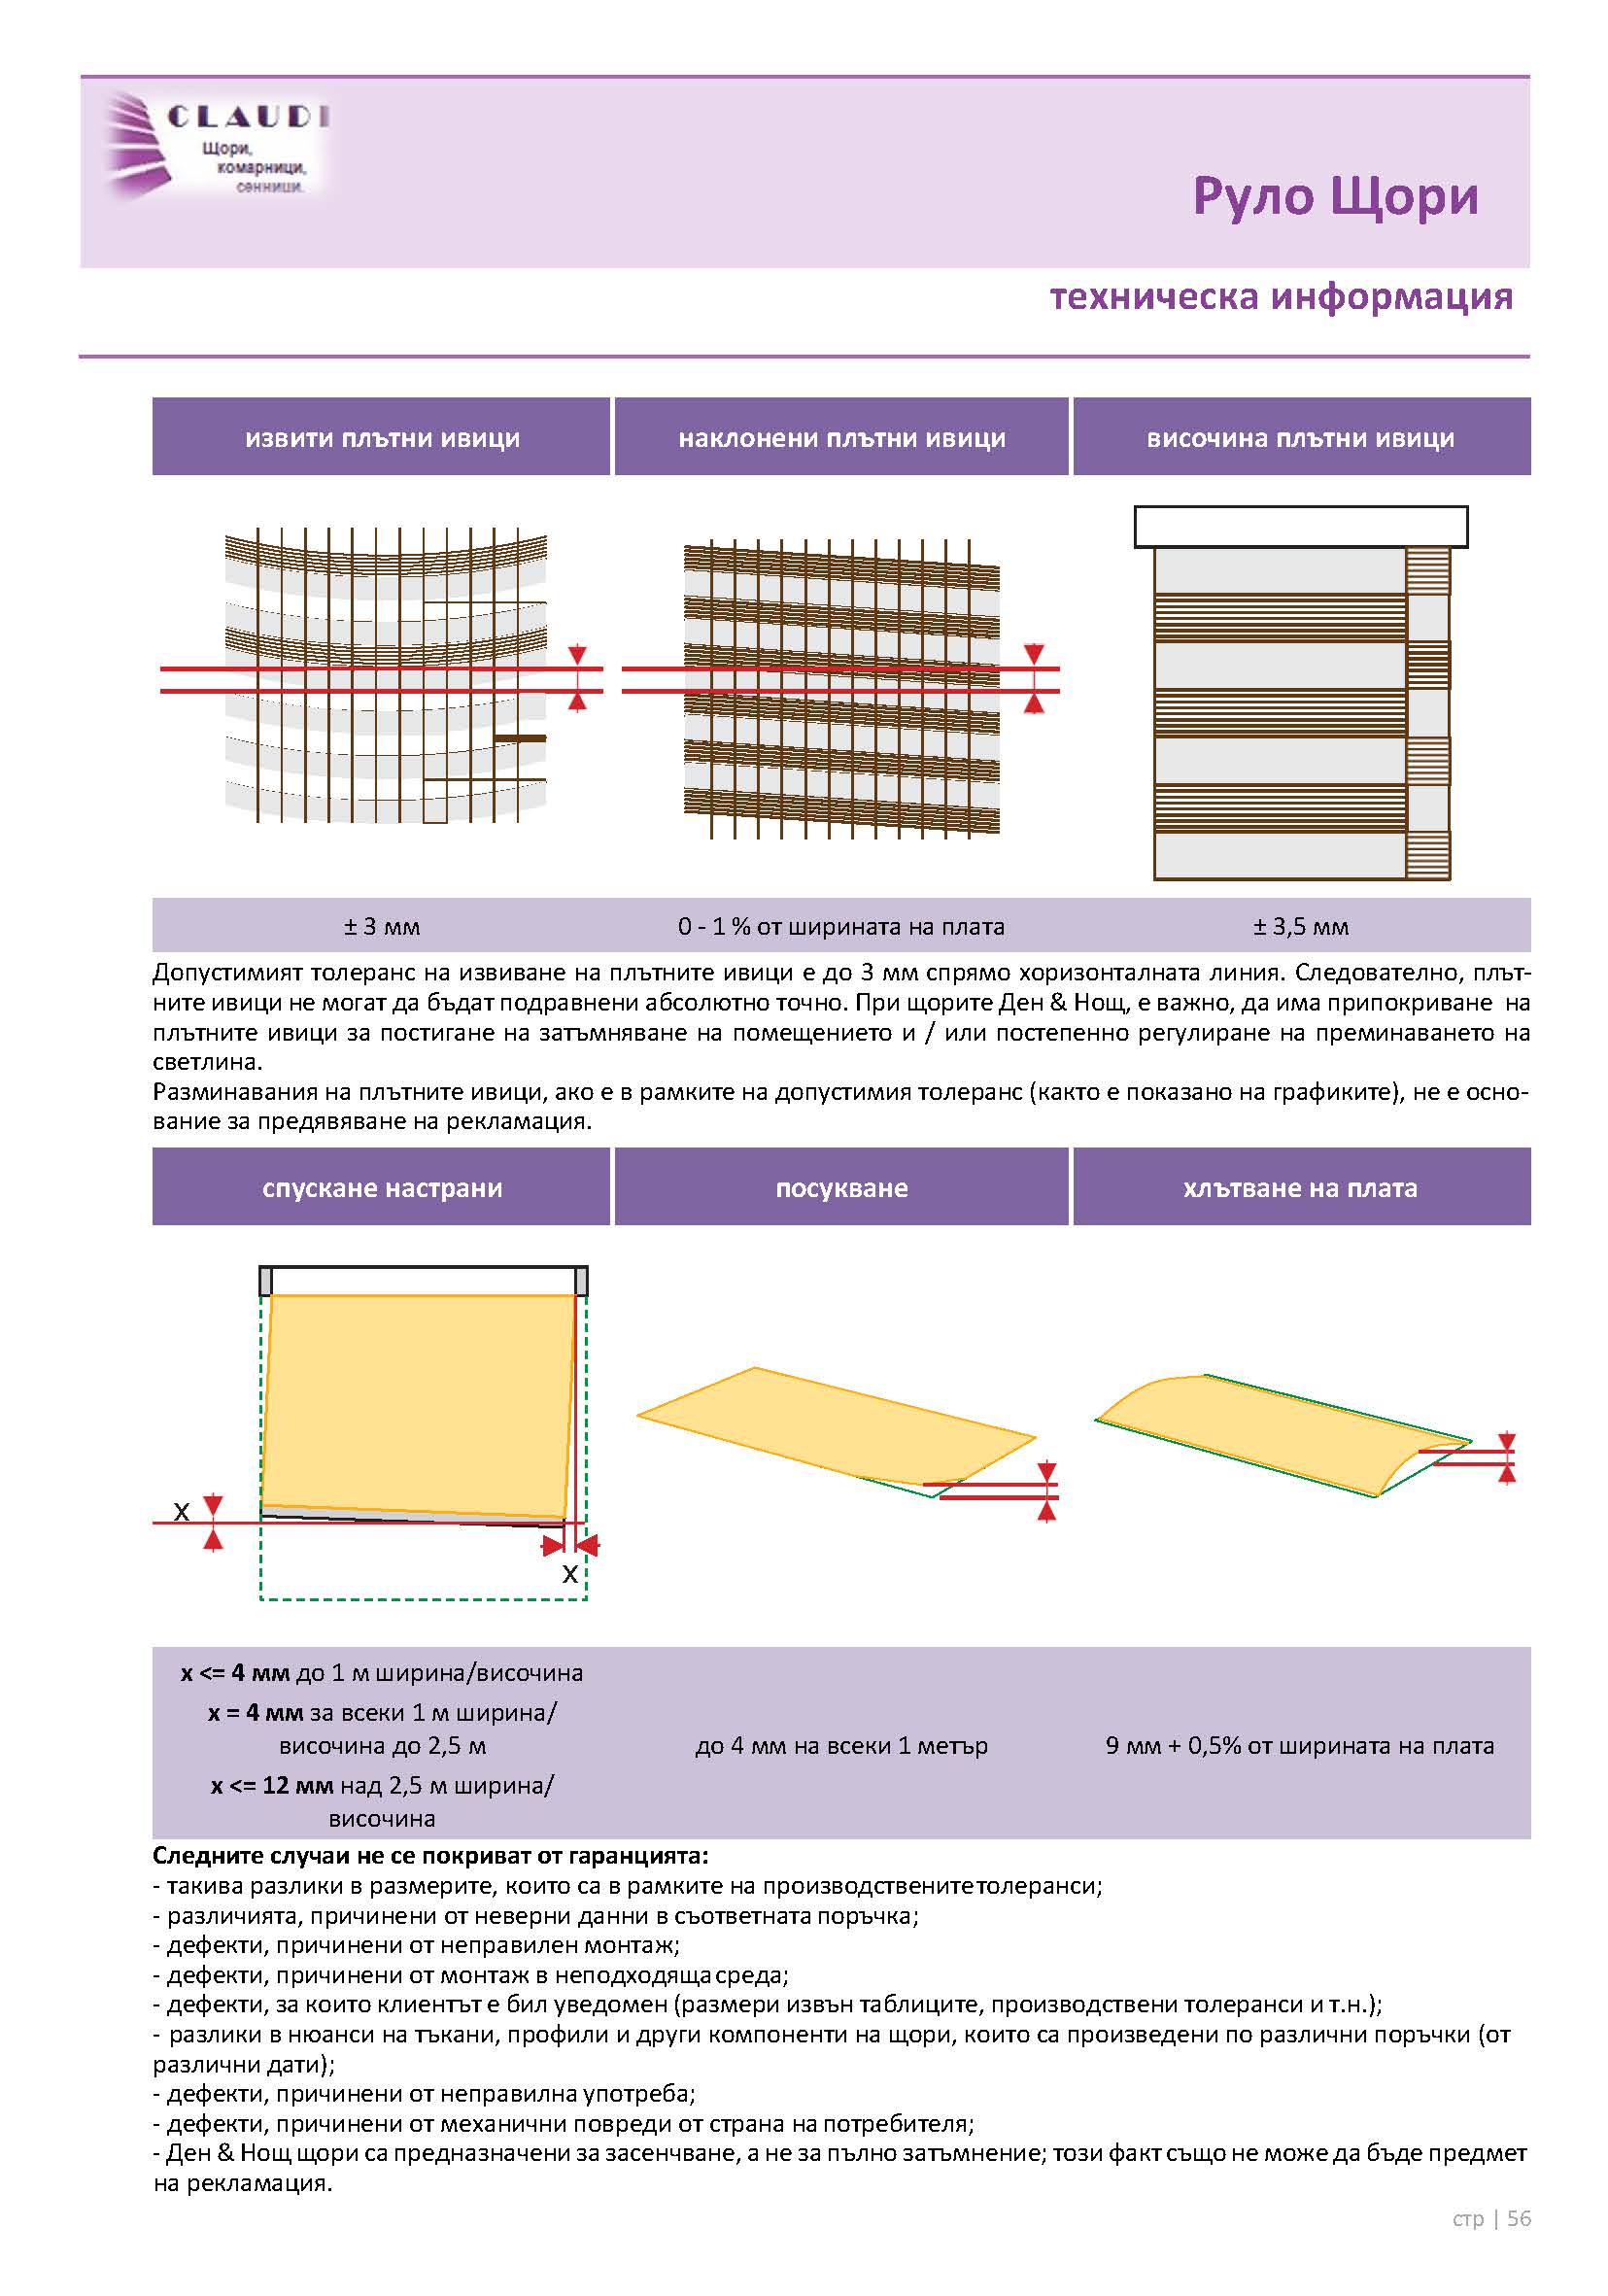 CLAUDI
Щори,
комарници,
сенници.
Руло Щори
техническа информация
извити плътни ивици
наклонени плътни ивици
височина плътни ивици
± 3 мм
0 - 1 % от ширината на плата
± 3,5 мм
Допустимият толеранс на извиване на плътните ивици е до 3 мм спрямо хоризонталната линия. Следователно, плът-
ните ивици не могат да бъдат подравнени абсолютно точно. При щорите Ден & Нощ, е важно, да има припокриване на
плътните ивици за постигане на затъмняване на помещението и / или постепенно регулиране на преминаването на
светлина.
Разминавания на плътните ивици, ако е в рамките на допустимия толеранс (както е показано на графиките), не е осно-
вание за предявяване на рекламация.
спускане настрани
посукване
хлътване на плата
x
x
x <= 4 мм до 1 м ширина/височина
x = 4 мм за всеки 1 м ширина/
височина до 2,5 м
x <= 12 мм над 2,5 м ширина/
височина
до 4 мм на всеки 1 метър
9 мм + 0,5% от ширината на плата
Следните случаи не се покриват от гаранцията:
- такива разлики в размерите, които са в рамките на производствените толеранси;
- различията, причинени от неверни данни в съответната поръчка;
- дефекти, причинени от неправилен монтаж;
- дефекти, причинени от монтаж в неподходяща среда;
- дефекти, за които клиентът е бил уведомен (размери извън таблиците, производствени толеранси и т.н.);
- разлики в нюанси на тъкани, профили и други компоненти на щори, които са произведени по различни поръчки (от
различни дати);
- дефекти, причинени от неправилна употреба;
- дефекти, причинени от механични повреди от страна на потребителя;
- Ден & Нощ щори са предназначени за засенчване, а не за пълно затъмнение; този факт също не може да бъде предмет
на рекламация.
стр | 56